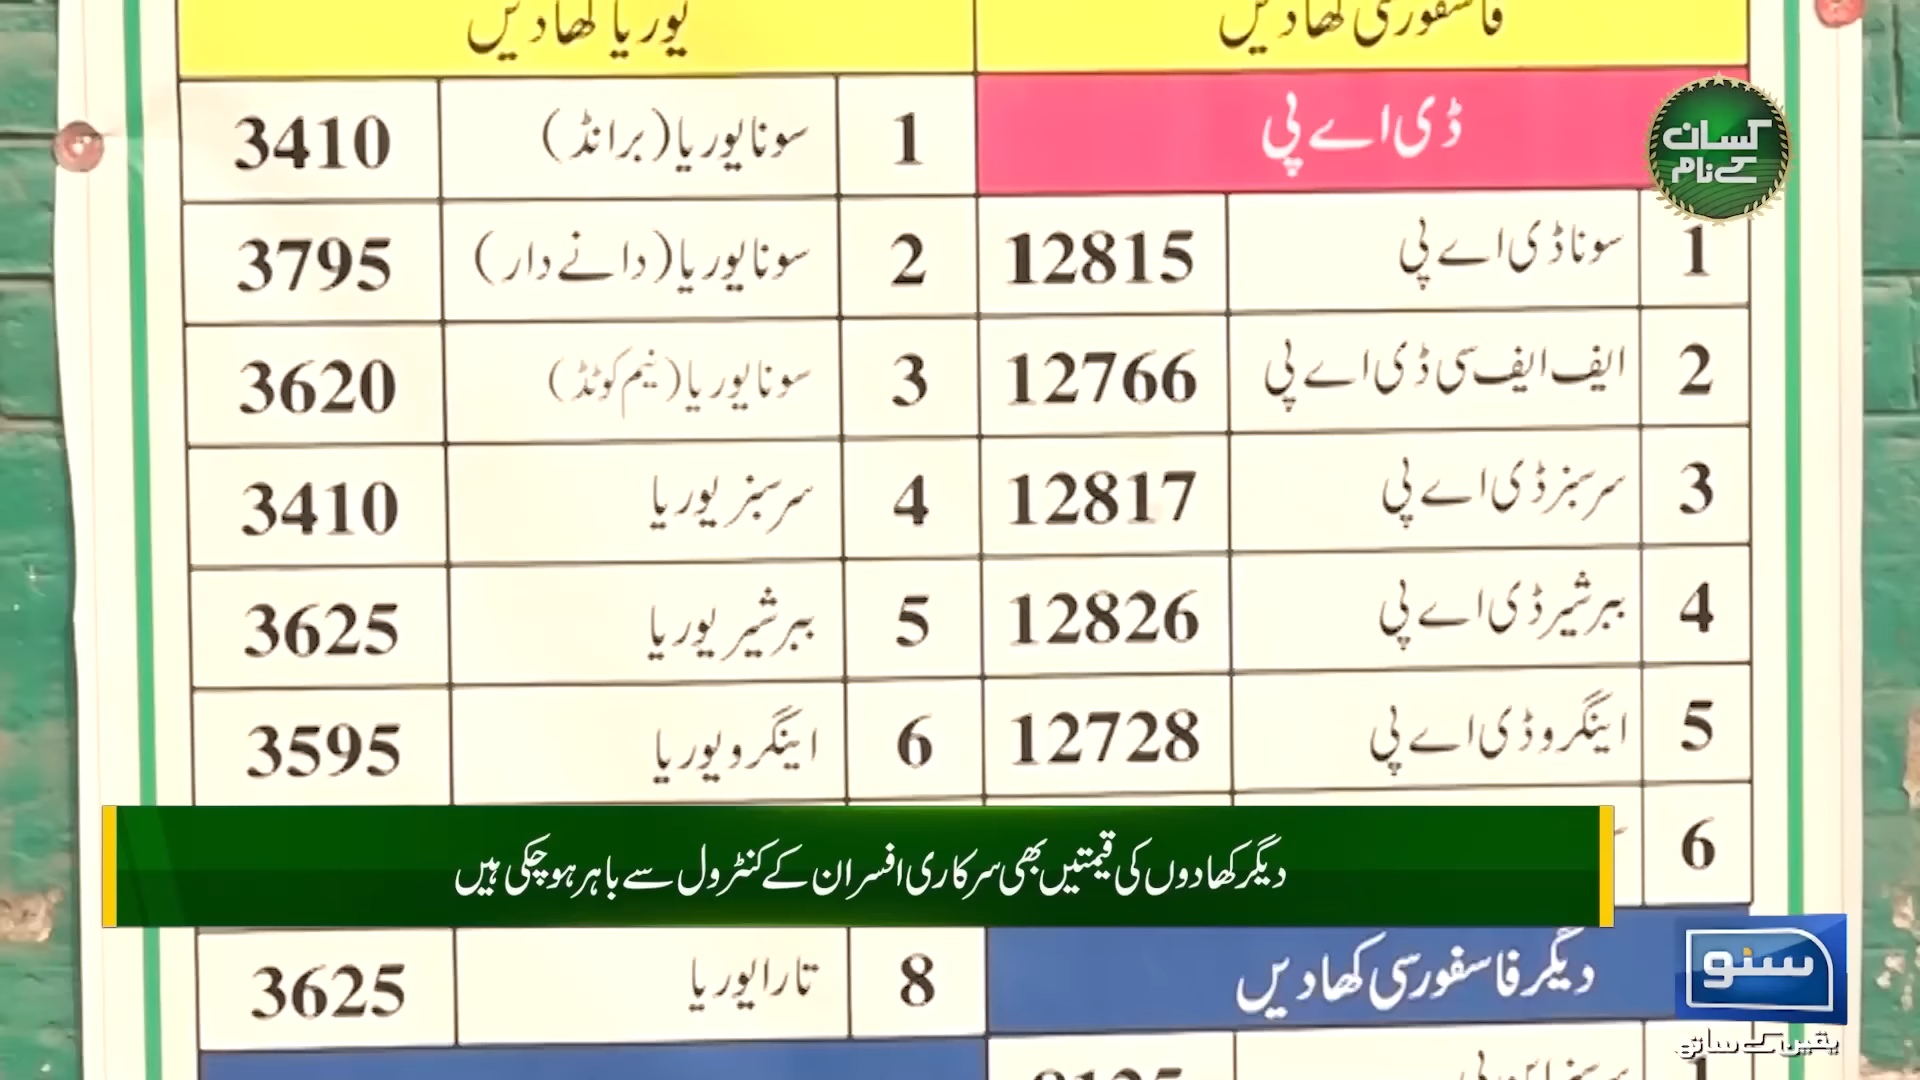 فاسفورسی کھادیں
یوریا کھادیں
ڈی اے پی
1 سونا ڈی اے پی 12815
2 ایف ایف سی ڈی اے پی 12766
3 سرسبز ڈی اے پی 12817
4 ببر شیر ڈی اے پی 12826
5 اینگرو ڈی اے پی 12728
6
دیگر فاسفورسی کھادیں
1
1 سونا یوریا (برانڈ) 3410
2 سونا یوریا (دانے دار) 3795
3 سونا یوریا (نیم کوٹڈ) 3620
4 سرسبز یوریا 3410
5 ببر شیر یوریا 3625
6 اینگرو یوریا 3595
8 تارا یوریا 3625
کسان
کے نام
دیگر کھادوں کی قیمتیں بھی سرکاری افسران کے کنٹرول سے باہر ہو چکی ہیں
سنو
یقین کے ساتھ